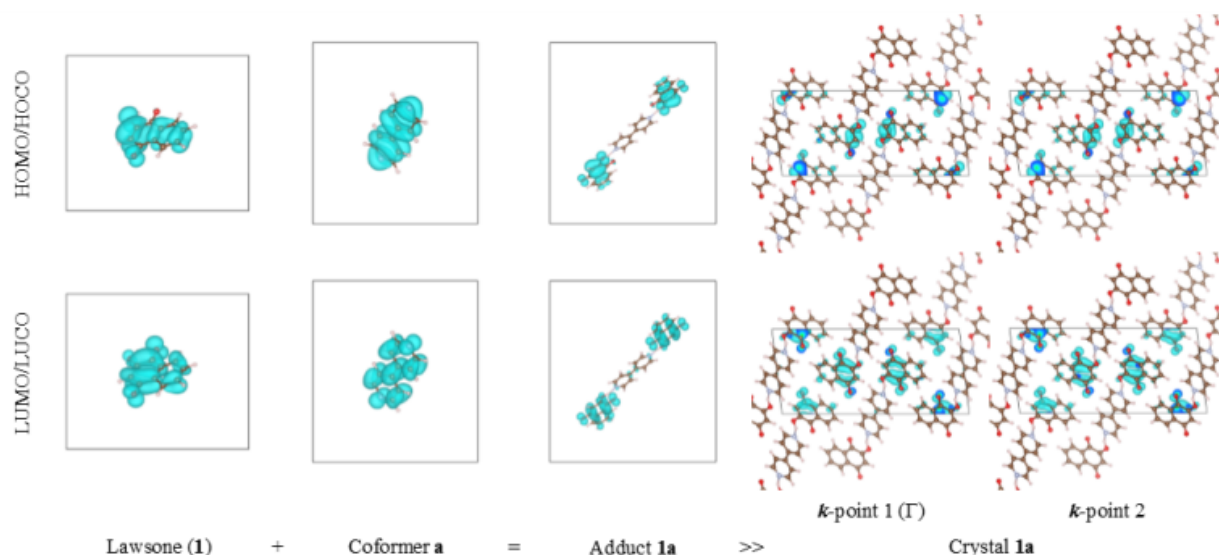 HOMO/HOCO
LUMO/LUCO
k-point 1 (Γ) k-point 2
Lawsone (1) + Coformer a = Adduct 1a >> Crystal 1a